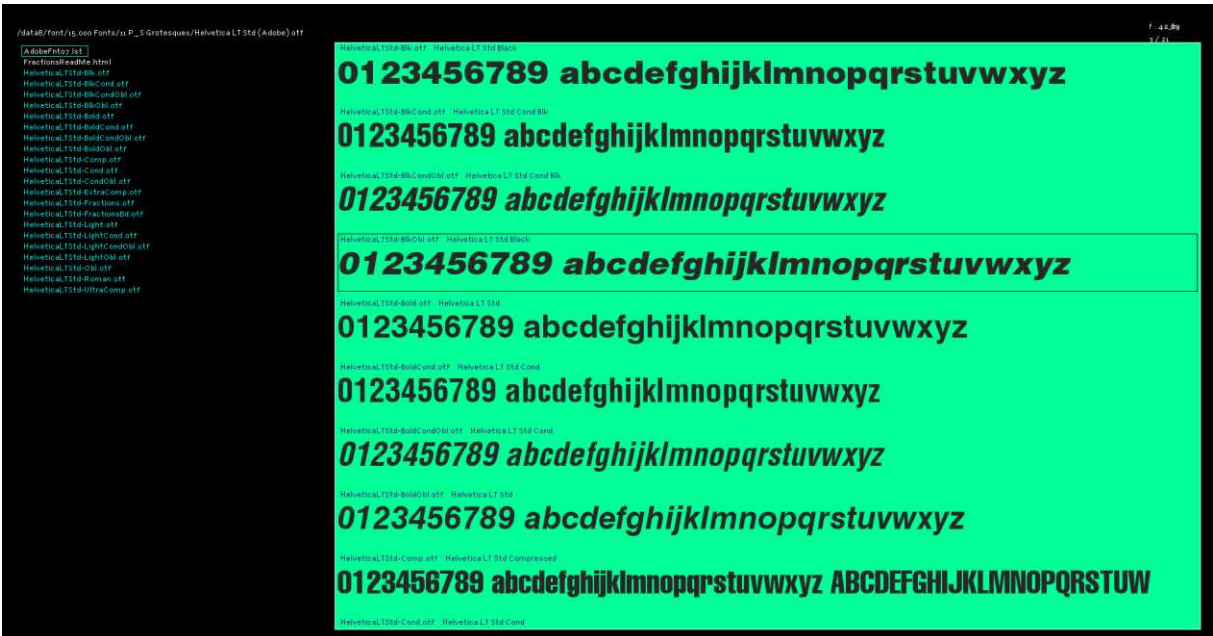 /data8/font/15.000 Fonts/11 P_S Grotesques/Helvetica LT Std (Adobe) otf
f : 42,89
3 / 21
AdobeFnt07.lst
FractionsReadMe.html
HelveticaLTStd-Blk.otf
HelveticaLTStd-BlkCond.otf
HelveticaLTStd-BlkCondObl.otf
HelveticaLTStd-BlkObl.otf
HelveticaLTStd-Bold.otf
HelveticaLTStd-BoldCond.otf
HelveticaLTStd-BoldCondObl.otf
HelveticaLTStd-BoldObl.otf
HelveticaLTStd-Comp.otf
HelveticaLTStd-Cond.otf
HelveticaLTStd-CondObl.otf
HelveticaLTStd-ExtraComp.otf
HelveticaLTStd-Fractions.otf
HelveticaLTStd-FractionsBd.otf
HelveticaLTStd-Light.otf
HelveticaLTStd-LightCond.otf
HelveticaLTStd-LightCondObl.otf
HelveticaLTStd-LightObl.otf
HelveticaLTStd-Obl.otf
HelveticaLTStd-Roman.otf
HelveticaLTStd-UltraComp.otf
HelveticaLTStd-Blk.otf Helvetica LT Std Black
0123456789 abcdefghijklmnopqrstuvwxyz
HelveticaLTStd-BlkCond.otf Helvetica LT Std Cond Blk
0123456789 abcdefghijklmnopqrstuvwxyz
HelveticaLTStd-BlkCondObl.otf Helvetica LT Std Cond Blk
0123456789 abcdefghijklmnopqrstuvwxyz
HelveticaLTStd-BlkObl.otf Helvetica LT Std Black
0123456789 abcdefghijklmnopqrstuvwxyz
HelveticaLTStd-Bold.otf Helvetica LT Std
0123456789 abcdefghijklmnopqrstuvwxyz
HelveticaLTStd-BoldCond.otf Helvetica LT Std Cond
0123456789 abcdefghijklmnopqrstuvwxyz
HelveticaLTStd-BoldCondObl.otf Helvetica LT Std Cond
0123456789 abcdefghijklmnopqrstuvwxyz
HelveticaLTStd-BoldObl.otf Helvetica LT Std
0123456789 abcdefghijklmnopqrstuvwxyz
HelveticaLTStd-Comp.otf Helvetica LT Std Compressed
0123456789 abcdefghijklmnopqrstuvwxyz ABCDEFGHIJKLMNOPQRSTUW
HelveticaLTStd-Cond.otf Helvetica LT Std Cond